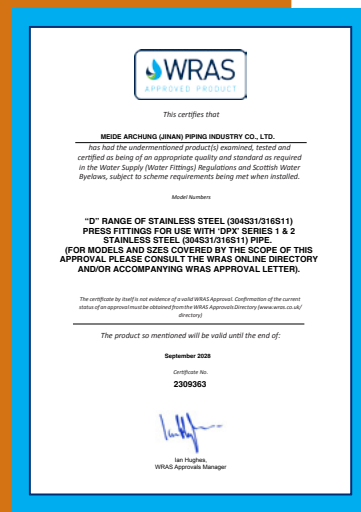 WRAS
APPROVED PRODUCT
This certifies that
MEIDE ARCHUNG (JINAN) PIPING INDUSTRY CO., LTD.
has had the undermentioned product(s) examined, tested and
certified as being of an appropriate quality and standard as required
in the Water Supply (Water Fittings) Regulations and Scottish Water
Byelaws, subject to scheme requirements being met when installed.
Model Numbers
“D” RANGE OF STAINLESS STEEL (304S31/316S11)
PRESS FITTINGS FOR USE WITH ‘DPX’ SERIES 1 & 2
STAINLESS STEEL (304S31/316S11) PIPE.
(FOR MODELS AND SZES COVERED BY THE SCOPE OF THIS
APPROVAL PLEASE CONSULT THE WRAS ONLINE DIRECTORY
AND/OR ACCOMPANYING WRAS APPROVAL LETTER).
The certificate by itself is not evidence of a valid WRAS Approval. Confirmation of the current
status of an approval must be obtained from the WRAS Approvals Directory (www.wras.co.uk/
directory)
The product so mentioned will be valid until the end of:
September 2028
Certificate No.
2309363
Ian Hughes,
WRAS Approvals Manager